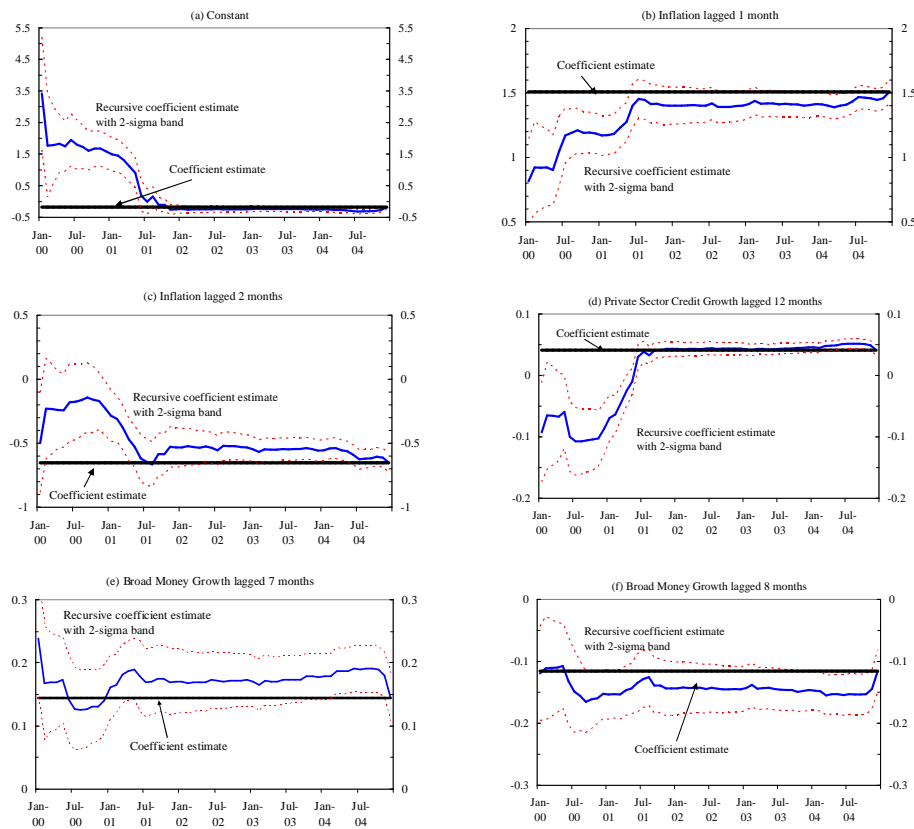 (a) Constant
5.5
4.5
3.5
2.5
1.5
0.5
-0.5
5.5
4.5
3.5
2.5
1.5
0.5
-0.5
Recursive coefficient estimate
with 2-sigma band
Coefficient estimate
Jan- Jul- Jan- Jul- Jan- Jul- Jan- Jul- Jan- Jul-
00 00 01 01 02 02 03 03 04 04
(b) Inflation lagged 1 month
2
1.5
1
0.5
2
1.5
1
0.5
Coefficient estimate
Recursive coefficient estimate
with 2-sigma band
Jan- Jul- Jan- Jul- Jan- Jul- Jan- Jul- Jan- Jul-
00 00 01 01 02 02 03 03 04 04
(c) Inflation lagged 2 months
0.5
0
-0.5
-1
0.5
0
-0.5
-1
Recursive coefficient estimate
with 2-sigma band
Coefficient estimate
Jan- Jul- Jan- Jul- Jan- Jul- Jan- Jul- Jan- Jul-
00 00 01 01 02 02 03 03 04 04
(d) Private Sector Credit Growth lagged 12 months
0.1
0
-0.1
-0.2
0.1
0
-0.1
-0.2
Coefficient estimate
Recursive coefficient estimate
with 2-sigma band
Jan- Jul- Jan- Jul- Jan- Jul- Jan- Jul- Jan- Jul-
00 00 01 01 02 02 03 03 04 04
(e) Broad Money Growth lagged 7 months
0.3
0.2
0.1
0
0.3
0.2
0.1
0
Recursive coefficient estimate
with 2-sigma band
Coefficient estimate
Jan- Jul- Jan- Jul- Jan- Jul- Jan- Jul- Jan- Jul-
00 00 01 01 02 02 03 03 04 04
(f) Broad Money Growth lagged 8 months
0
-0.1
-0.2
-0.3
0
-0.1
-0.2
-0.3
Recursive coefficient estimate
with 2-sigma band
Coefficient estimate
Jan- Jul- Jan- Jul- Jan- Jul- Jan- Jul- Jan- Jul-
00 00 01 01 02 02 03 03 04 04